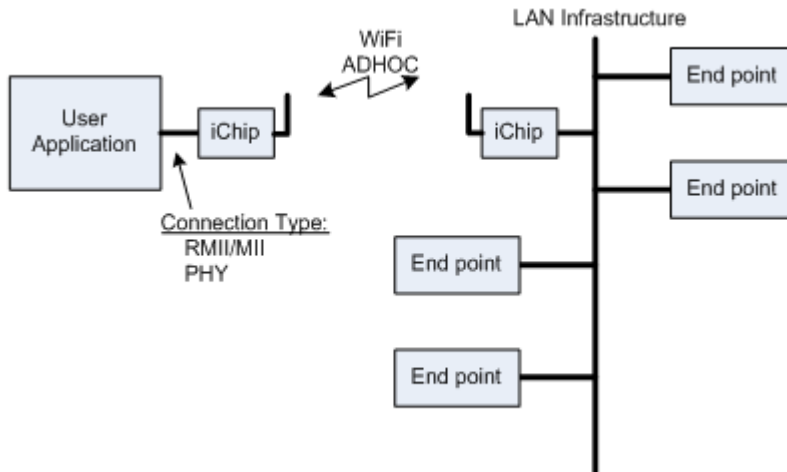 LAN Infrastructure
WiFi
ADHOC
End point
User
Application
iChip
iChip
End point
Connection Type:
RMII/MII
PHY
End point
End point